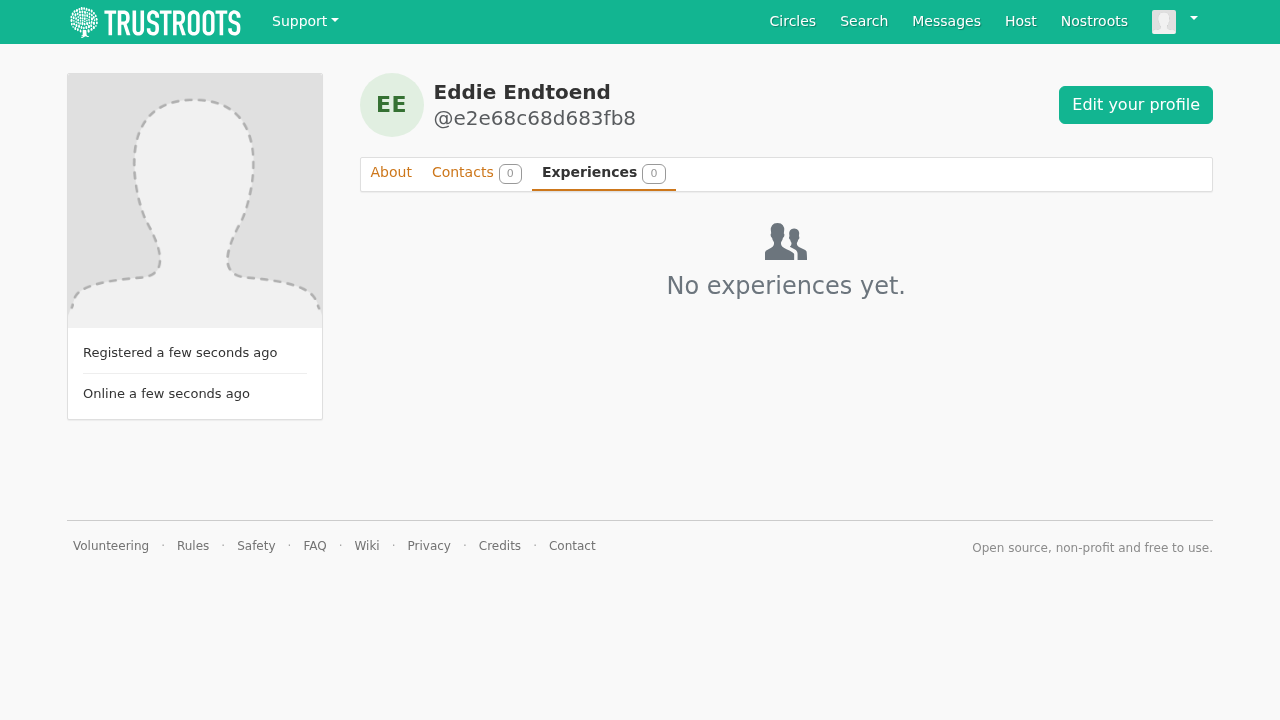 TRUSTROOTS Support Circles Search Messages Host Nostroots
EE
Eddie Endtoend
@e2e68c68d683fb8
Edit your profile
About Contacts 0 Experiences 0
No experiences yet.
Registered a few seconds ago
Online a few seconds ago
Volunteering · Rules · Safety · FAQ · Wiki · Privacy · Credits · Contact
Open source, non-profit and free to use.